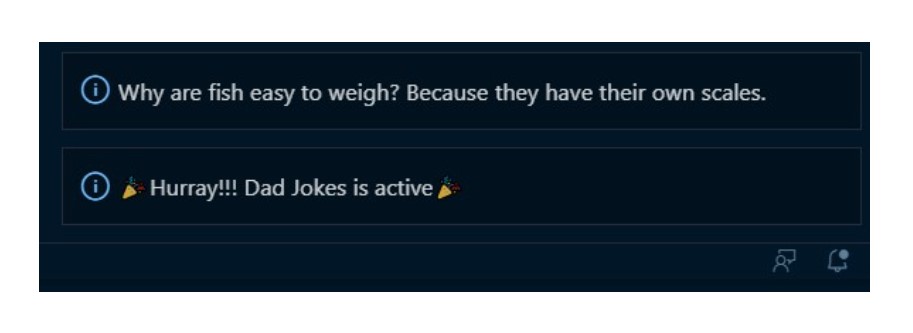 Why are fish easy to weigh? Because they have their own scales.
🎉 Hurray!!! Dad Jokes is active 🎉